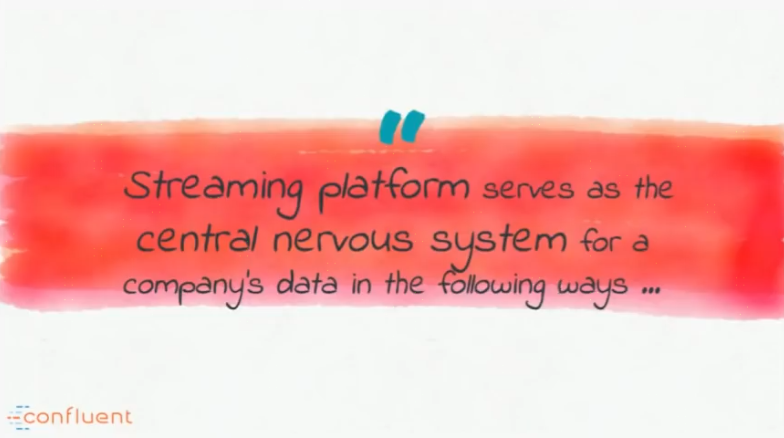 "
Streaming platform serves as the
central nervous system for a
company's data in the following ways ...
confluent